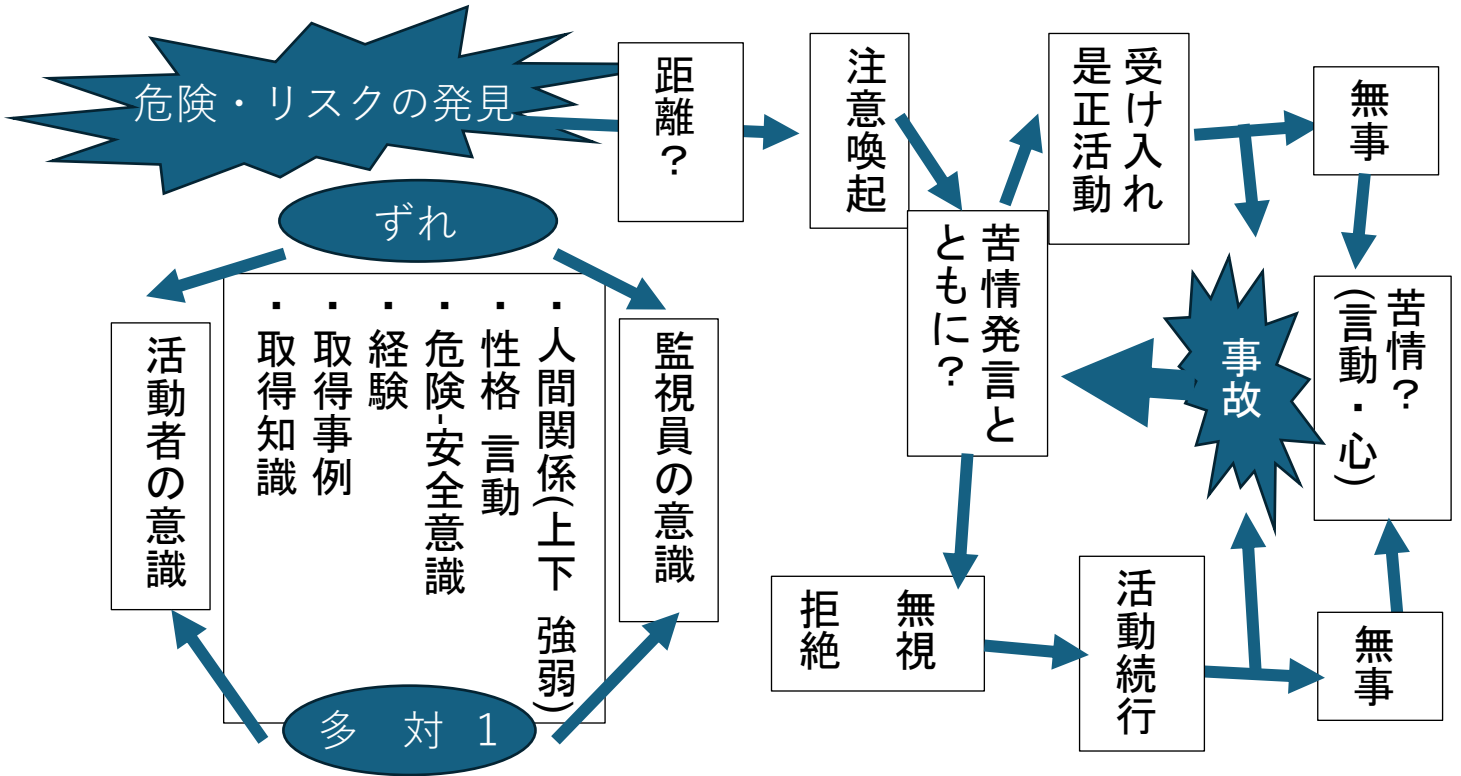 危険・リスクの発見
距離？
注意喚起
受け入れ
是正活動
無事
ずれ
苦情発言と
ともに？
事故
苦情？
(言動・心)
監視員の意識
・人間関係(上下 強弱)
・性格 言動
・危険-安全意識
・経験
・取得事例
・取得知識
活動者の意識
多 対 1
無視
拒絶
活動続行
無事